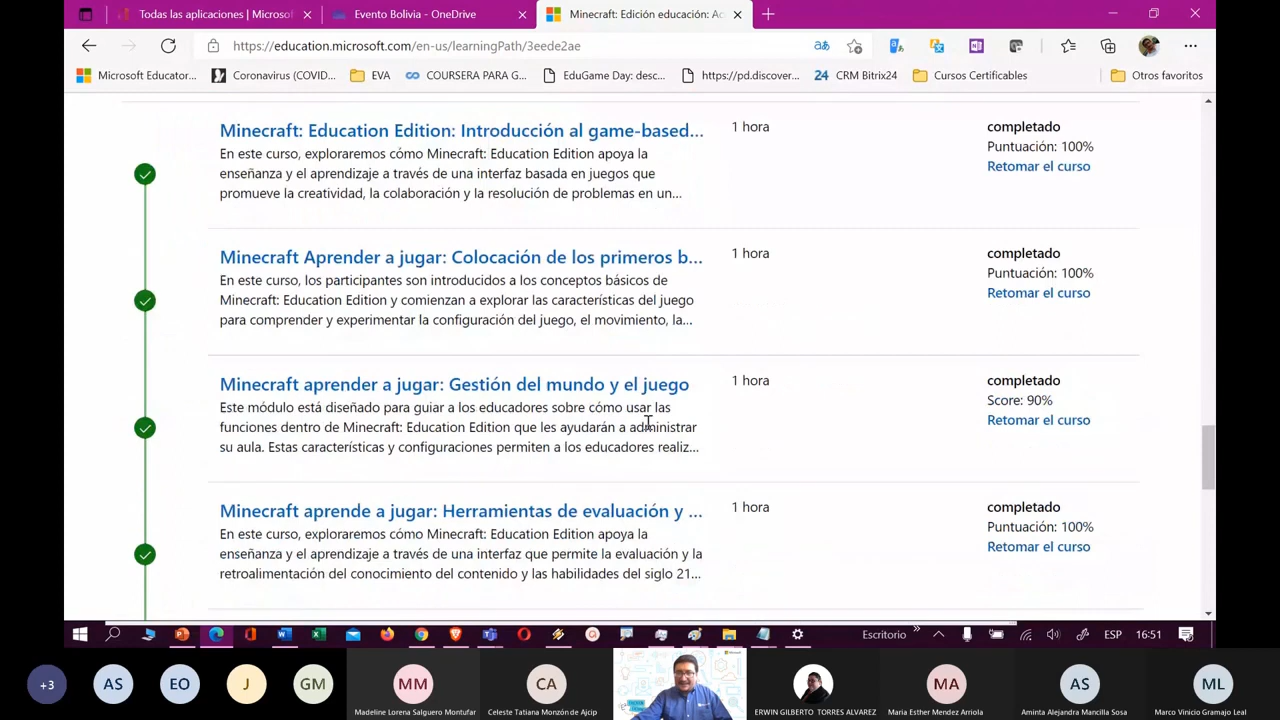 Todas las aplicaciones | Microsof
Evento Bolivia - OneDrive
Minecraft: Edición educación: Ac
https://education.microsoft.com/en-us/learningPath/3eede2ae
Microsoft Educator...
Coronavirus (COVID...
EVA
COURSERA PARA G...
EduGame Day: desc...
https://pd.discover...
24 CRM Bitrix24
Cursos Certificables
Otros favoritos
Minecraft: Education Edition: Introducción al game-based...
1 hora
completado
En este curso, exploraremos cómo Minecraft: Education Edition apoya la
Puntuación: 100%
enseñanza y el aprendizaje a través de una interfaz basada en juegos que
Retomar el curso
promueve la creatividad, la colaboración y la resolución de problemas en un...
Minecraft Aprender a jugar: Colocación de los primeros b...
1 hora
completado
En este curso, los participantes son introducidos a los conceptos básicos de
Puntuación: 100%
Minecraft: Education Edition y comienzan a explorar las características del juego
Retomar el curso
para comprender y experimentar la configuración del juego, el movimiento, la...
Minecraft aprender a jugar: Gestión del mundo y el juego
1 hora
completado
Este módulo está diseñado para guiar a los educadores sobre cómo usar las
Score: 90%
funciones dentro de Minecraft: Education Edition que les ayudarán a administrar
Retomar el curso
su aula. Estas características y configuraciones permiten a los educadores realiz...
Minecraft aprende a jugar: Herramientas de evaluación y ...
1 hora
completado
En este curso, exploraremos cómo Minecraft: Education Edition apoya la
Puntuación: 100%
enseñanza y el aprendizaje a través de una interfaz que permite la evaluación y la
Retomar el curso
retroalimentación del conocimiento del contenido y las habilidades del siglo 21...
Escritorio
ESP
16:51
+3
AS
EO
J
GM
MM
CA
MA
AS
ML
Madeline Lorena Salguero Montufar
Celeste Tatiana Monzón de Ajcip
ERWIN GILBERTO TORRES ALVAREZ
Maria Esther Mendez Arriola
Aminta Alejandra Mancilla Sosa
Marco Vinicio Gramajo Leal